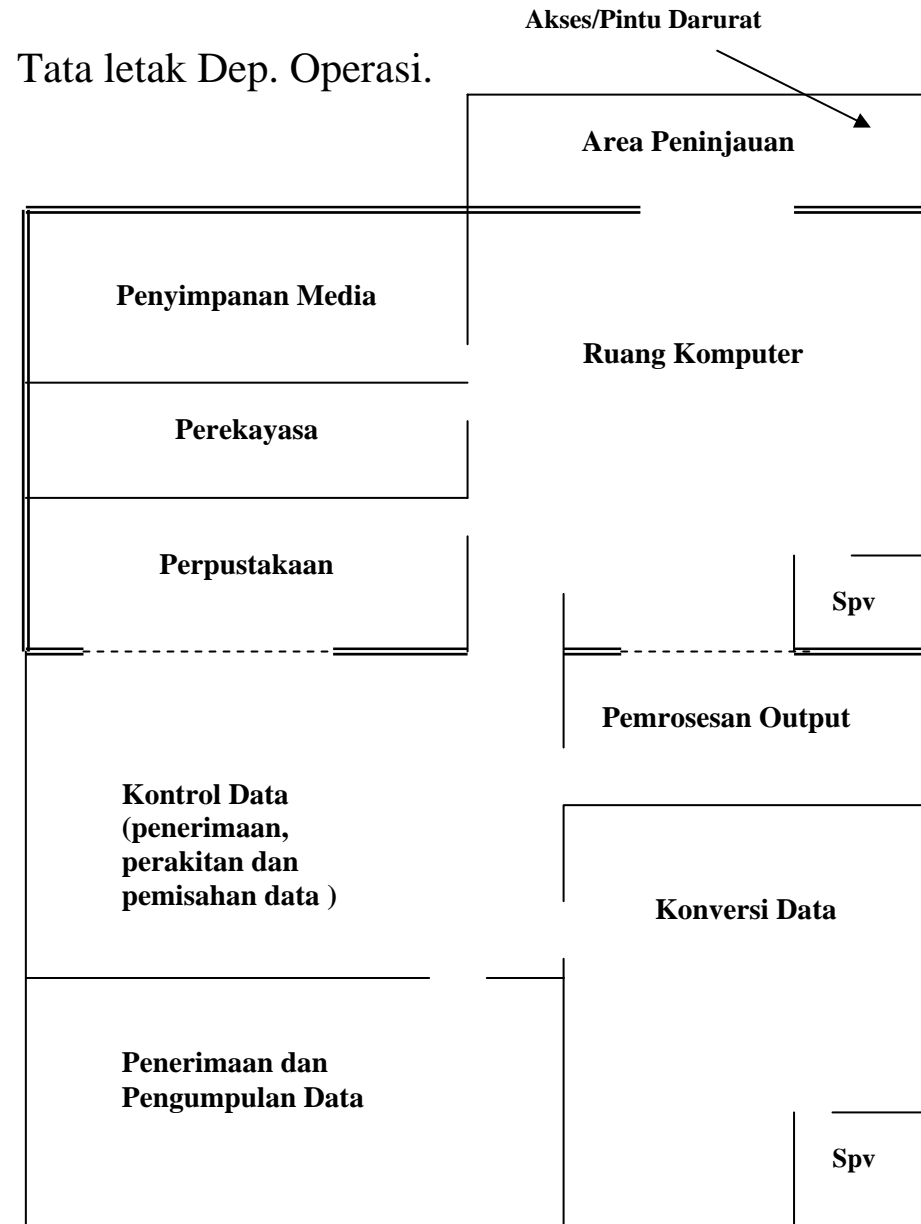 Akses/Pintu Darurat
Tata letak Dep. Operasi.
Area Peninjauan
Penyimpanan Media
Ruang Komputer
Perekayasa
Perpustakaan
Spv
Pemrosesan Output
Kontrol Data
(penerimaan,
perakitan dan
pemisahan data )
Konversi Data
Penerimaan dan
Pengumpulan Data
Spv